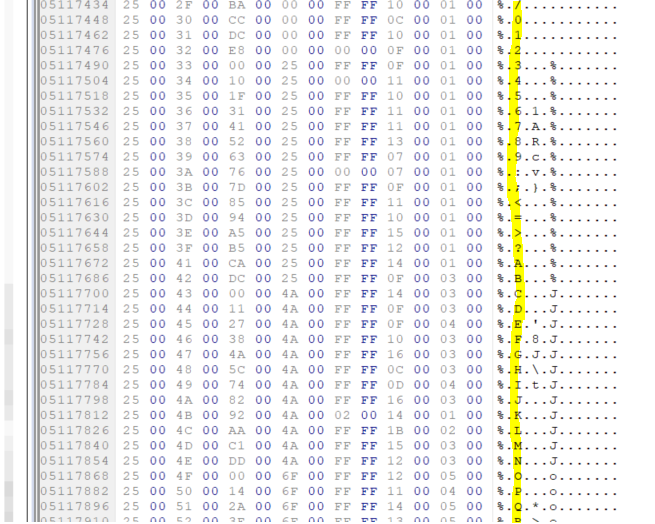 05117434 25 00 2F 00 BA 00 00 00 FF FF 10 00 01 00 %./...........
05117448 25 00 30 00 CC 00 00 00 FF FF 0C 00 01 00 %.0...........
05117462 25 00 31 00 DC 00 00 00 FF FF 0E 00 01 00 %.1...........
05117476 25 00 32 00 E8 00 00 00 00 00 0F 00 01 00 %.2...........
05117490 25 00 33 00 00 00 25 00 FF FF 0F 00 01 00 %.3...%.......
05117504 25 00 34 00 10 00 25 00 00 00 11 00 01 00 %.4...%.......
05117518 25 00 35 00 1F 00 25 00 FF FF 10 00 01 00 %.5...%.......
05117532 25 00 36 00 31 00 25 00 FF FF 11 00 01 00 %.6.1.%.......
05117546 25 00 37 00 41 00 25 00 FF FF 11 00 01 00 %.7.A.%.......
05117560 25 00 38 00 52 00 25 00 FF FF 13 00 01 00 %.8.R.%.......
05117574 25 00 39 00 63 00 25 00 FF FF 07 00 01 00 %.9.c.%.......
05117588 25 00 3A 00 76 00 25 00 00 00 07 00 01 00 %.:.v.%.......
05117602 25 00 3B 00 7D 00 25 00 FF FF 0F 00 01 00 %.;.}.%.......
05117616 25 00 3C 00 85 00 25 00 FF FF 11 00 01 00 %.<...%.......
05117630 25 00 3D 00 94 00 25 00 FF FF 10 00 01 00 %.=...%.......
05117644 25 00 3E 00 A5 00 25 00 FF FF 15 00 01 00 %.>...%.......
05117658 25 00 3F 00 B5 00 25 00 FF FF 12 00 01 00 %.?...%.......
05117672 25 00 41 00 CA 00 25 00 FF FF 14 00 01 00 %.A...%.......
05117686 25 00 42 00 DC 00 25 00 FF FF 0F 00 03 00 %.B...%.......
05117700 25 00 43 00 00 00 4A 00 FF FF 14 00 03 00 %.C...J.......
05117714 25 00 44 00 11 00 4A 00 FF FF 0F 00 03 00 %.D...J.......
05117728 25 00 45 00 27 00 4A 00 FF FF 0F 00 04 00 %.E.'.J.......
05117742 25 00 46 00 38 00 4A 00 FF FF 10 00 03 00 %.F.8.J.......
05117756 25 00 47 00 4A 00 4A 00 FF FF 16 00 03 00 %.G.J.J.......
05117770 25 00 48 00 5C 00 4A 00 FF FF 0C 00 03 00 %.H.\.J.......
05117784 25 00 49 00 74 00 4A 00 FF FF 0D 00 04 00 %.I.t.J.......
05117798 25 00 4A 00 82 00 4A 00 FF FF 16 00 03 00 %.J...J.......
05117812 25 00 4B 00 92 00 4A 00 02 00 14 00 01 00 %.K...J.......
05117826 25 00 4C 00 AA 00 4A 00 FF FF 1B 00 02 00 %.L...J.......
05117840 25 00 4D 00 C1 00 4A 00 FF FF 15 00 03 00 %.M...J.......
05117854 25 00 4E 00 DD 00 4A 00 FF FF 12 00 03 00 %.N...J.......
05117868 25 00 4F 00 00 00 6F 00 FF FF 12 00 05 00 %.O...o.......
05117882 25 00 50 00 14 00 6F 00 FF FF 11 00 04 00 %.P...o.......
05117896 25 00 51 00 2A 00 6F 00 FF FF 12 00 05 00 %.Q.*.o.......
05117910 25 00 52 00 3E 00 6F 00 FF FF 13 00 05 00 %.R.>.o.......